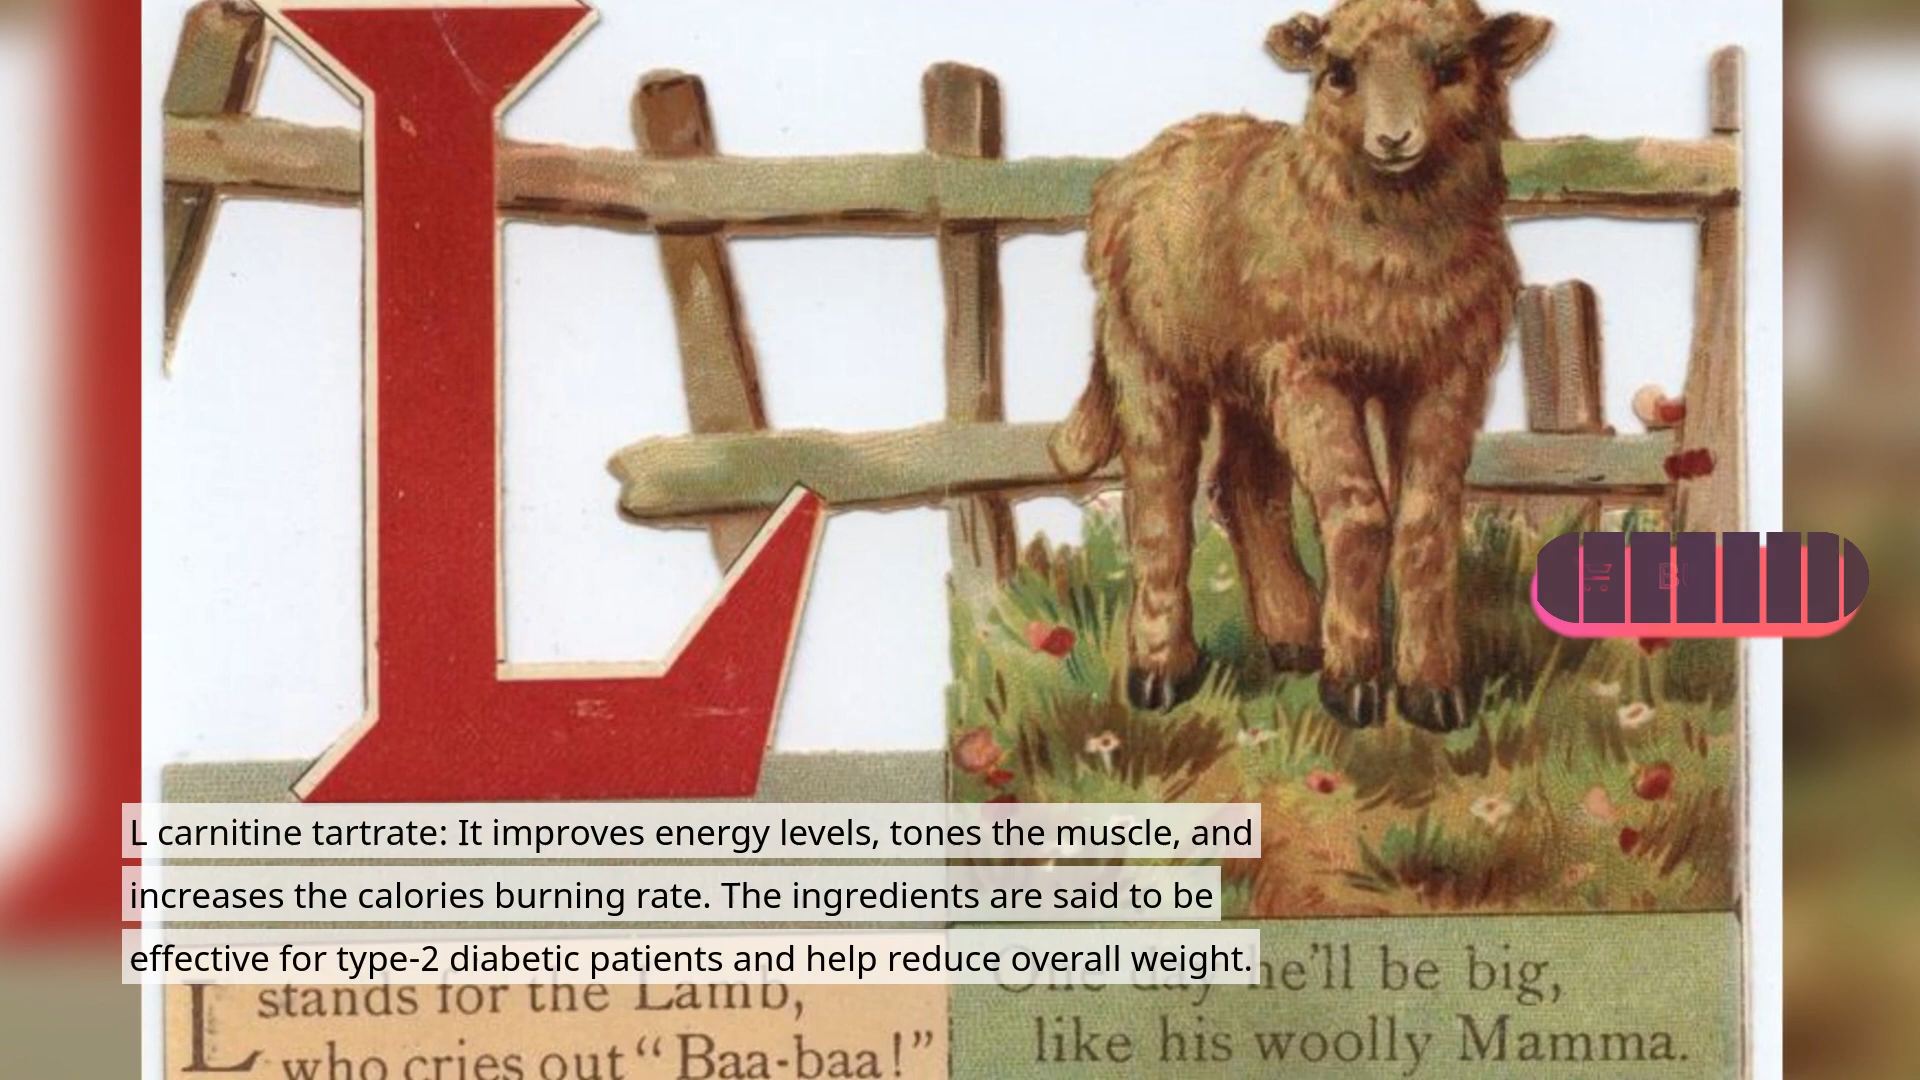 L
L carnitine tartrate: It improves energy levels, tones the muscle, and
increases the calories burning rate. The ingredients are said to be
effective for type-2 diabetic patients and help reduce overall weight.
L stands for the Lamb,
who cries out “Baa-baa!”
One day he’ll be big,
like his woolly Mamma.